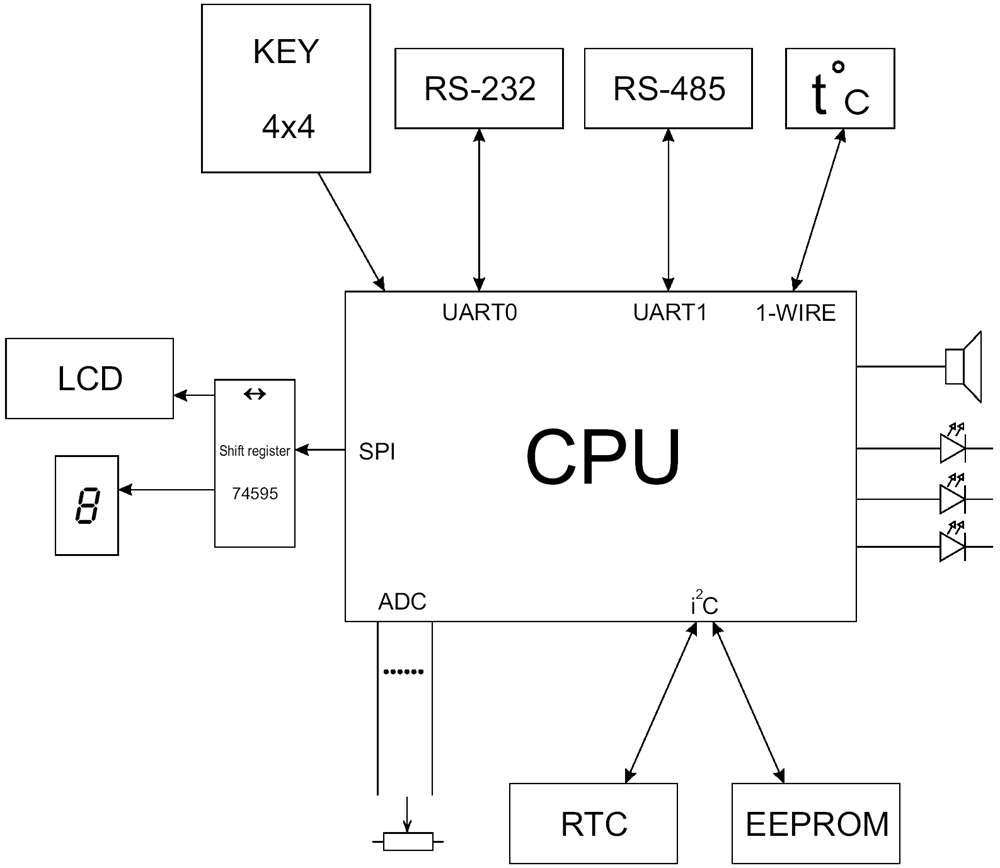 KEY
4x4
RS-232
RS-485
t°C
UART0
UART1
1-WIRE
LCD
Shift register
74595
8
SPI
CPU
ADC
i²C
RTC
EEPROM